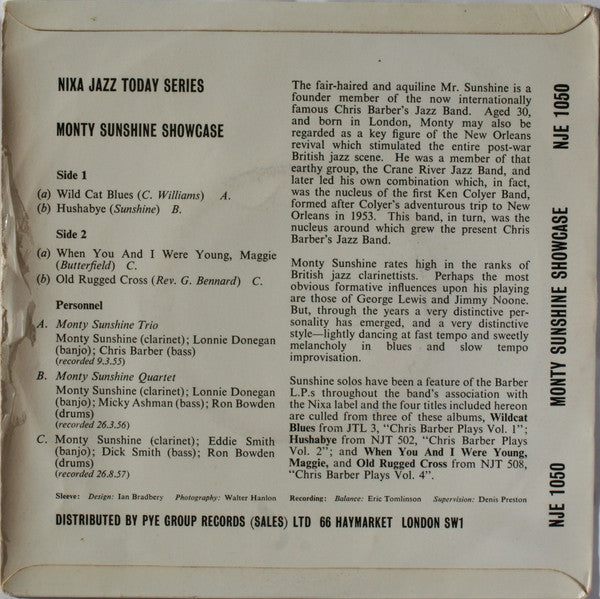 NIXA JAZZ TODAY SERIES
MONTY SUNSHINE SHOWCASE
Side 1
(a) Wild Cat Blues (C. Williams) A.
(b) Hushabye (Sunshine) B.
Side 2
(a) When You And I Were Young, Maggie
(Butterfield) C.
(b) Old Rugged Cross (Rev. G. Bennard) C.
Personnel
A. Monty Sunshine Trio
Monty Sunshine (clarinet); Lonnie Donegan
(banjo); Chris Barber (bass)
(recorded 9.3.55)
B. Monty Sunshine Quartet
Monty Sunshine (clarinet); Lonnie Donegan
(banjo); Micky Ashman (bass); Ron Bowden
(drums)
(recorded 26.3.56)
C. Monty Sunshine (clarinet); Eddie Smith
(banjo); Dick Smith (bass); Ron Bowden
(drums)
(recorded 26.8.57)
The fair-haired and aquiline Mr. Sunshine is a
founder member of the now internationally
famous Chris Barber's Jazz Band. Aged 30,
and born in London, Monty may also be
regarded as a key figure of the New Orleans
revival which stimulated the entire post-war
British jazz scene. He was a member of that
earthy group, the Crane River Jazz Band, and
later led his own combination which, in fact,
was the nucleus of the first Ken Colyer Band,
formed after Colyer's adventurous trip to New
Orleans in 1953. This band, in turn, was the
nucleus around which grew the present Chris
Barber's Jazz Band.
Monty Sunshine rates high in the ranks of
British jazz clarinettists. Perhaps the most
obvious formative influences upon his playing
are those of George Lewis and Jimmy Noone.
But, through the years a very distinctive per-
sonality has emerged, and a very distinctive
style—lightly dancing at fast tempo and sweetly
melancholy in blues and slow tempo
improvisation.
Sunshine solos have been a feature of the Barber
L.P.s throughout the band's association with
the Nixa label and the four titles included hereon
are culled from three of these albums, Wildcat
Blues from JTL 3, "Chris Barber Plays Vol. 1";
Hushabye from NJT 502, "Chris Barber Plays
Vol. 2"; and When You And I Were Young,
Maggie, and Old Rugged Cross from NJT 508,
"Chris Barber Plays Vol. 4".
Sleeve: Design: Ian Bradbery Photography: Walter Hanlon Recording: Balance: Eric Tomlinson Supervision: Denis Preston
DISTRIBUTED BY PYE GROUP RECORDS (SALES) LTD 66 HAYMARKET LONDON SW1
NJE 1050 MONTY SUNSHINE SHOWCASE NJE 1050